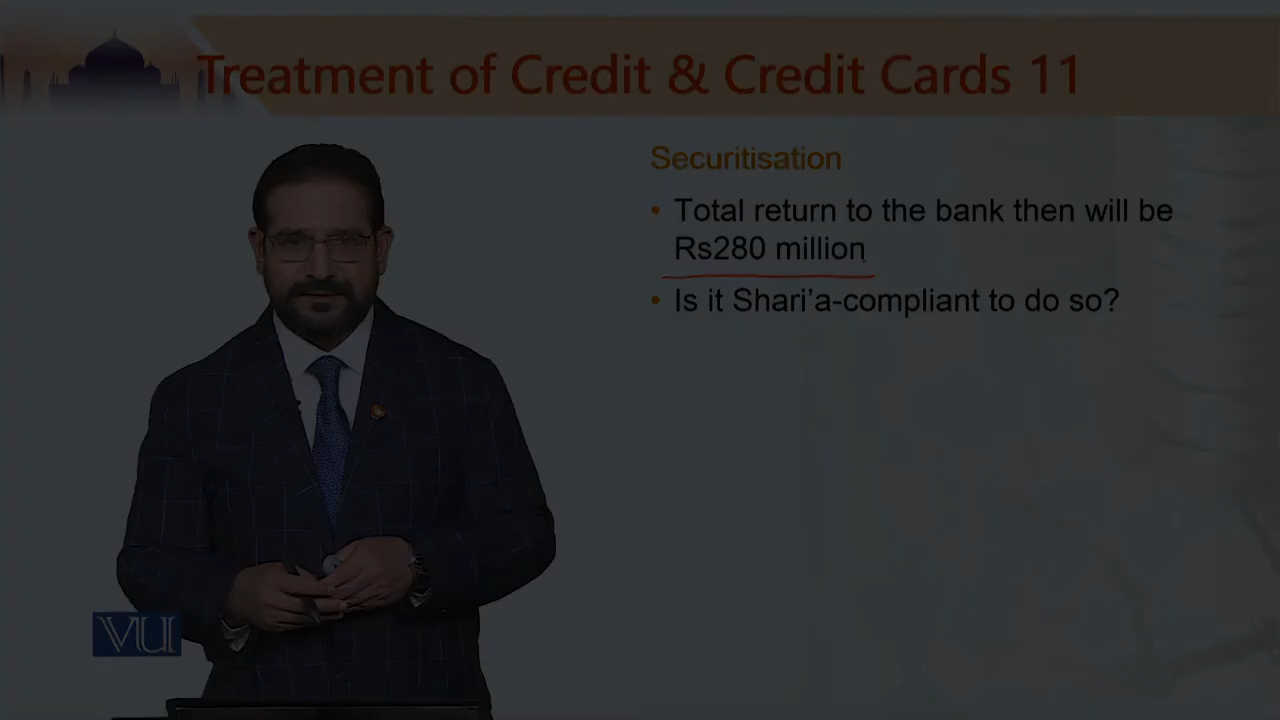 Treatment of Credit & Credit Cards 11
Securitisation
• Total return to the bank then will be
Rs280 million
• Is it Shari’a-compliant to do so?
VU